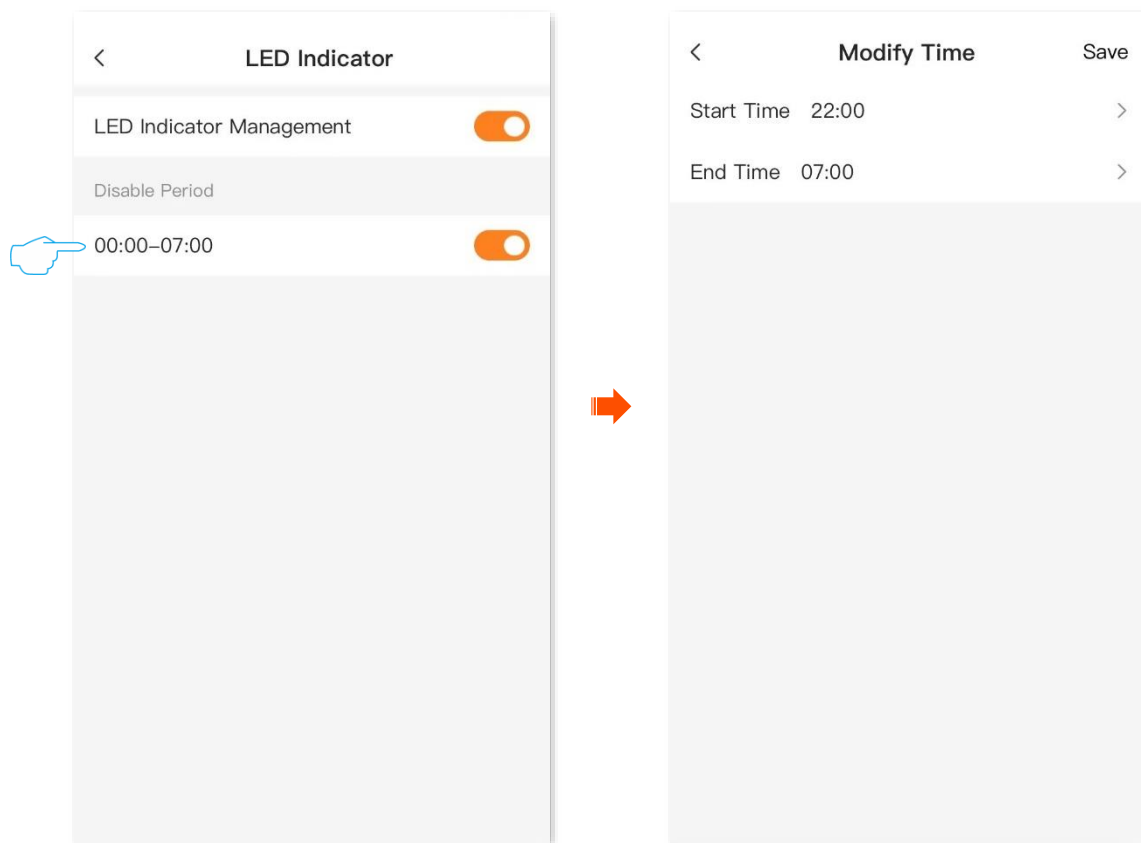 LED Indicator
LED Indicator Management
Disable Period
00:00–07:00
Modify Time Save
Start Time 22:00
End Time 07:00